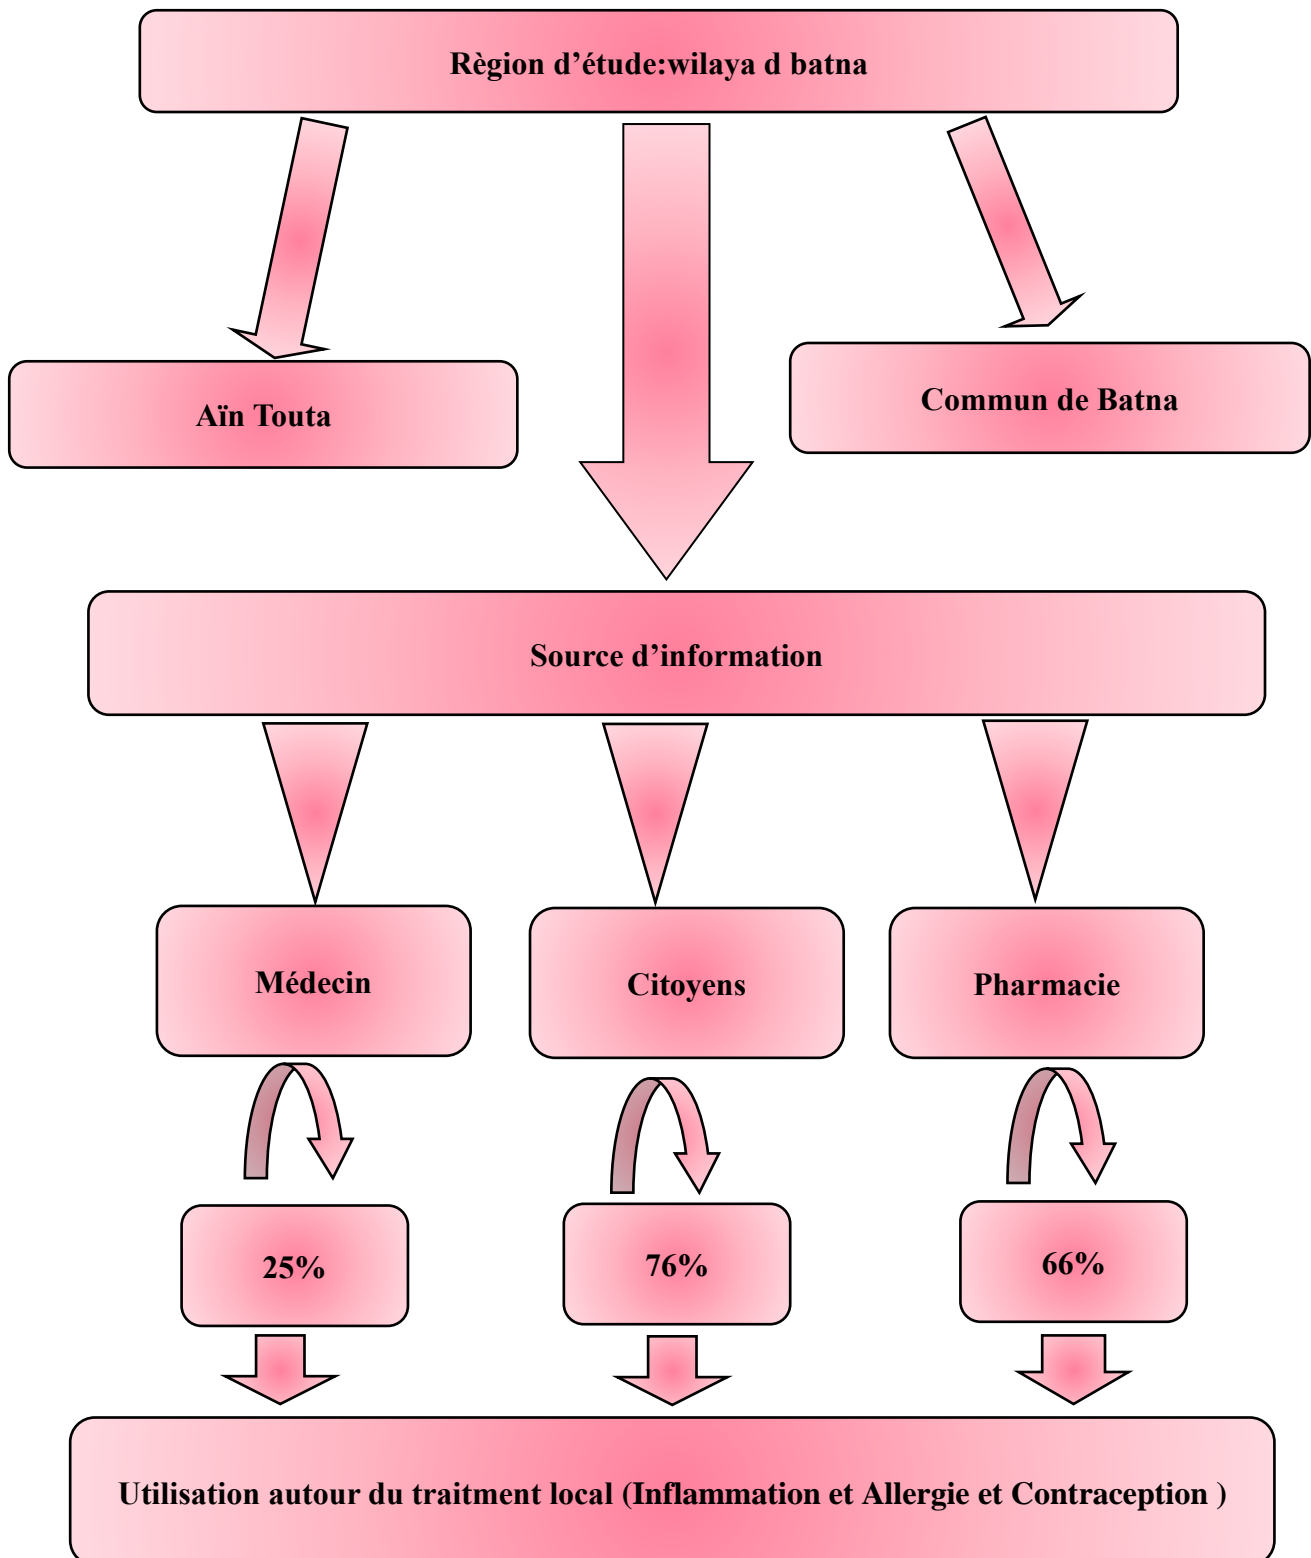 Règion d’étude:wilaya d batna
Aïn Touta
Commun de Batna
Source d’information
Médecin
Citoyens
Pharmacie
25%
76%
66%
Utilisation autour du traitment local (Inflammation et Allergie et Contraception )